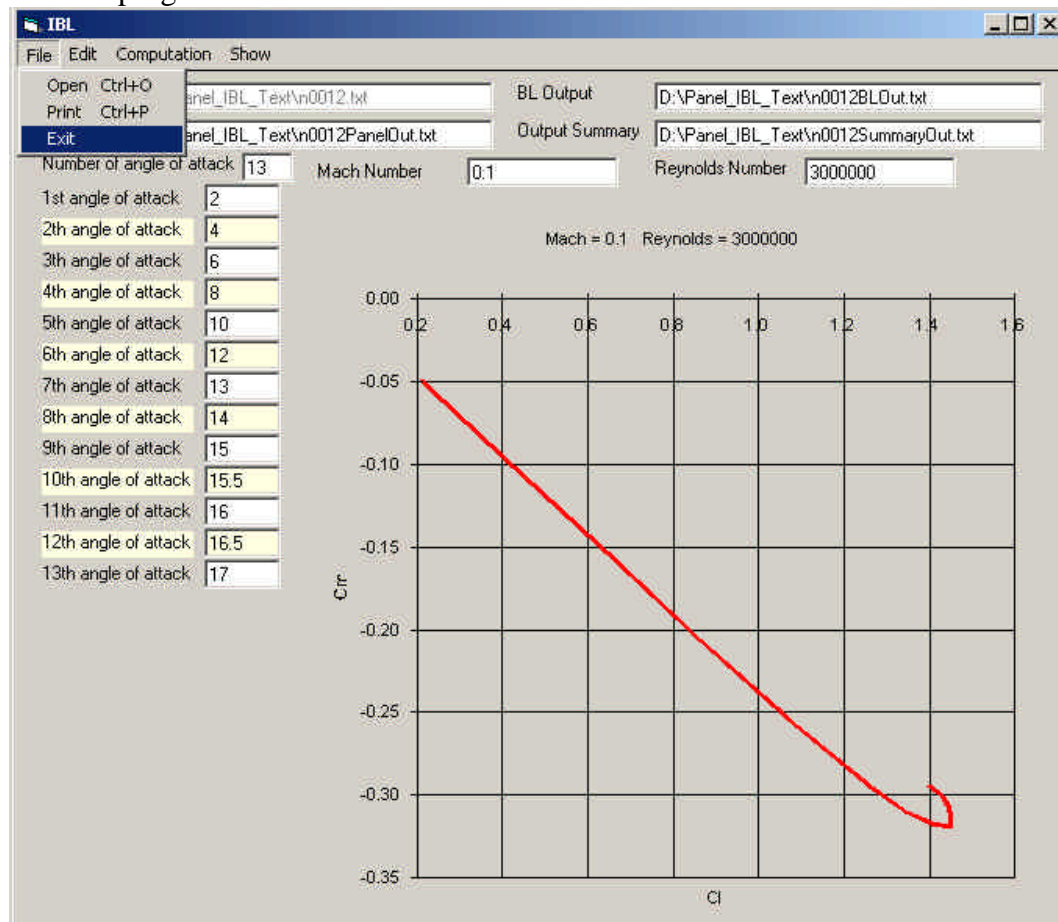 IBL
File Edit Computation Show
Open Ctrl+O
Print Ctrl+P
Exit
anel_IBL_Text\n0012.txt
BL Output D:\Panel_IBL_Text\n0012BLOut.txt
anel_IBL_Text\n0012PanelOut.txt
Output Summary D:\Panel_IBL_Text\n0012SummaryOut.txt
Number of angle of attack 13
Mach Number 0.1
Reynolds Number 3000000
1st angle of attack 2
2th angle of attack 4
3th angle of attack 6
4th angle of attack 8
5th angle of attack 10
6th angle of attack 12
7th angle of attack 13
8th angle of attack 14
9th angle of attack 15
10th angle of attack 15.5
11th angle of attack 16
12th angle of attack 16.5
13th angle of attack 17
Mach = 0.1 Reynolds = 3000000
0.00
0.2 0.4 0.6 0.8 1.0 1.2 1.4 1.6
-0.05
-0.10
-0.15
-0.20
-0.25
-0.30
-0.35
Cl